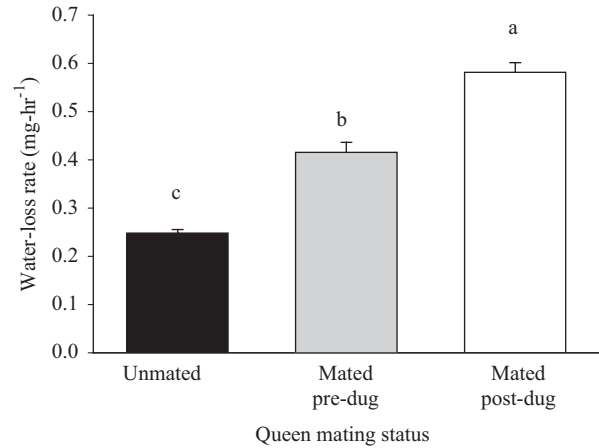 0.7
0.6
0.5
0.4
0.3
0.2
0.1
0.0
Water-loss rate (mg-hr⁻¹)
c
b
a
Unmated
Mated
pre-dug
Mated
post-dug
Queen mating status